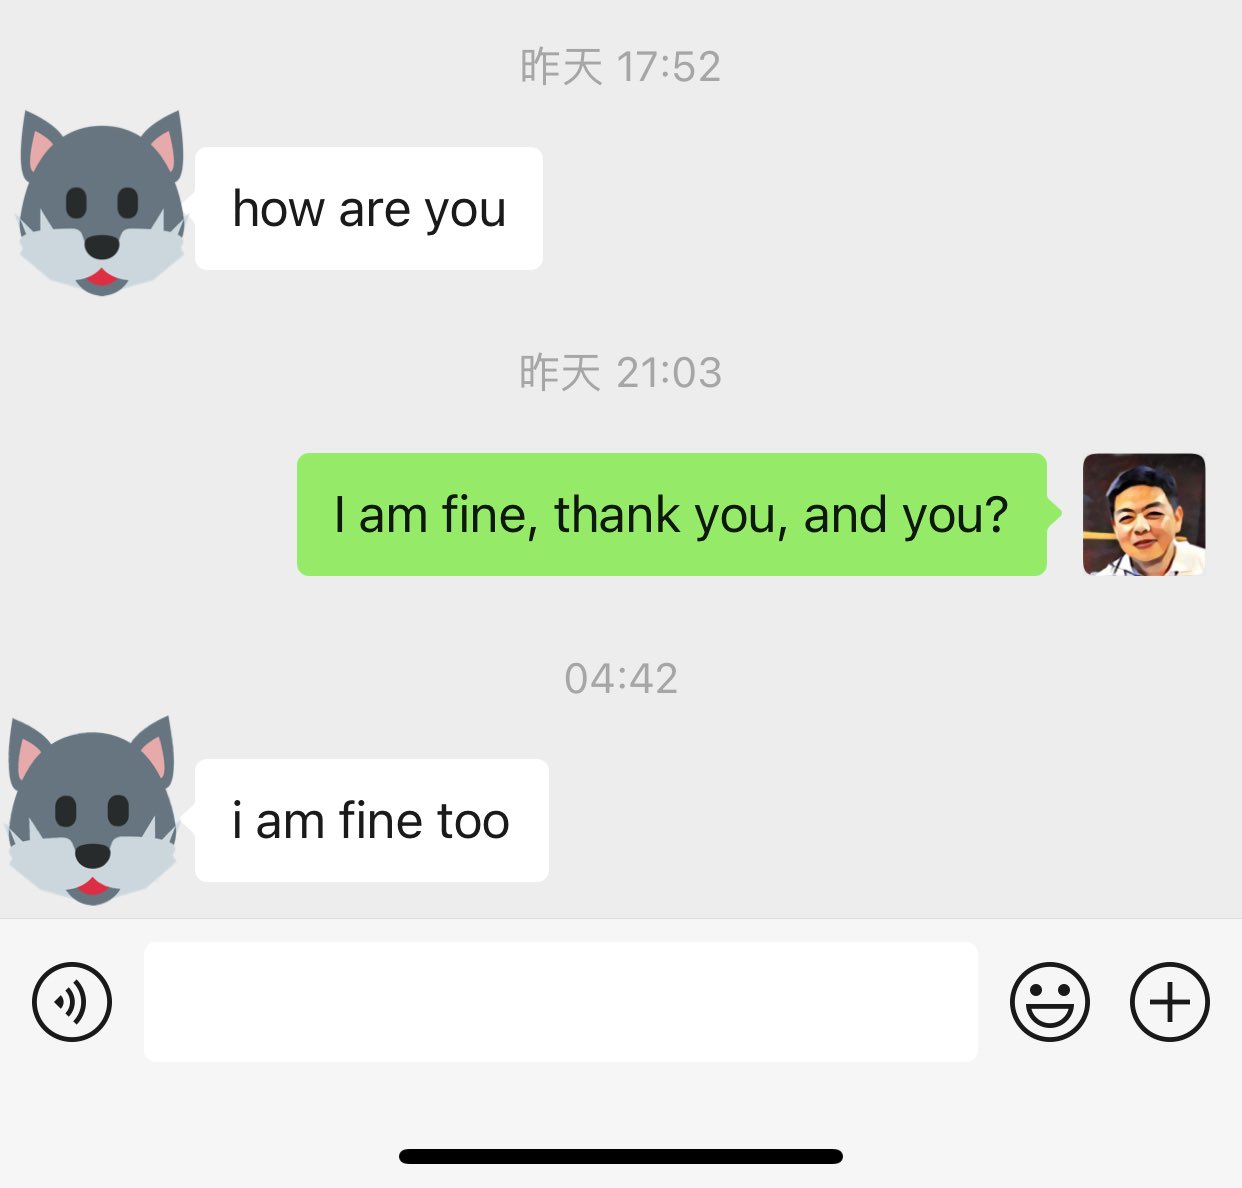 昨天 17:52
how are you
昨天 21:03
I am fine, thank you, and you?
04:42
i am fine too